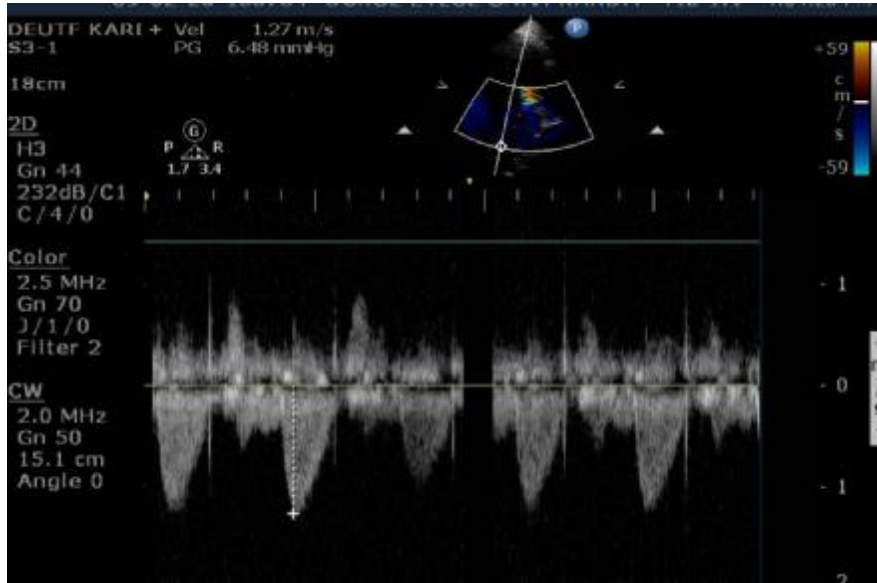 DEUTF KARI + Vel 1.27 m/s
S3-1 PG 6.48 mmHg
18cm
P
+59
c
m
/
s
-59
2D
H3
Gn 44
232dB/C1
C/4/0
G
P R
1.7 3.4
Color
2.5 MHz
Gn 70
J/1/0
Filter 2
CW
2.0 MHz
Gn 50
15.1 cm
Angle 0
- 1
- 0
- 1